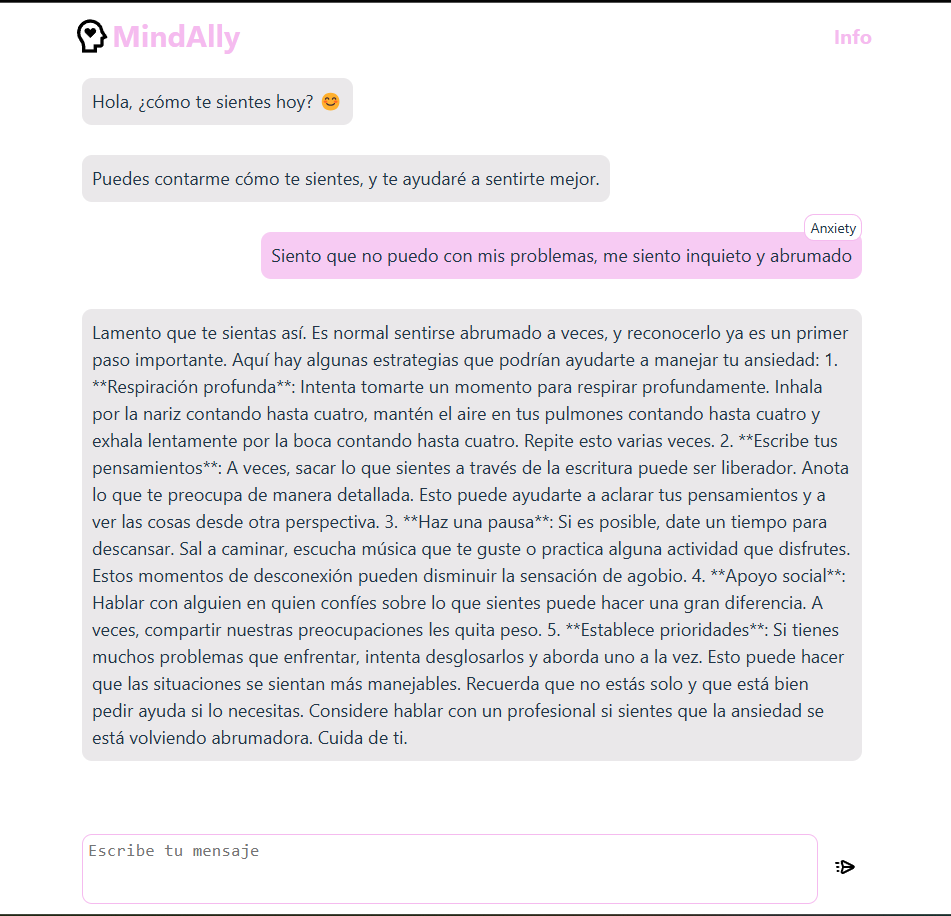 MindAlly
Info
Hola, ¿cómo te sientes hoy? 😊
Puedes contarme cómo te sientes, y te ayudaré a sentirte mejor.
Anxiety
Siento que no puedo con mis problemas, me siento inquieto y abrumado
Lamento que te sientas así. Es normal sentirse abrumado a veces, y reconocerlo ya es un primer
paso importante. Aquí hay algunas estrategias que podrían ayudarte a manejar tu ansiedad: 1.
**Respiración profunda**: Intenta tomarte un momento para respirar profundamente. Inhala
por la nariz contando hasta cuatro, mantén el aire en tus pulmones contando hasta cuatro y
exhala lentamente por la boca contando hasta cuatro. Repite esto varias veces. 2. **Escribe tus
pensamientos**: A veces, sacar lo que sientes a través de la escritura puede ser liberador. Anota
lo que te preocupa de manera detallada. Esto puede ayudarte a aclarar tus pensamientos y a
ver las cosas desde otra perspectiva. 3. **Haz una pausa**: Si es posible, date un tiempo para
descansar. Sal a caminar, escucha música que te guste o practica alguna actividad que disfrutes.
Estos momentos de desconexión pueden disminuir la sensación de agobio. 4. **Apoyo social**:
Hablar con alguien en quien confíes sobre lo que sientes puede hacer una gran diferencia. A
veces, compartir nuestras preocupaciones les quita peso. 5. **Establece prioridades**: Si tienes
muchos problemas que enfrentar, intenta desglosarlos y aborda uno a la vez. Esto puede hacer
que las situaciones se sientan más manejables. Recuerda que no estás solo y que está bien
pedir ayuda si lo necesitas. Considere hablar con un profesional si sientes que la ansiedad se
está volviendo abrumadora. Cuida de ti.
Escribe tu mensaje